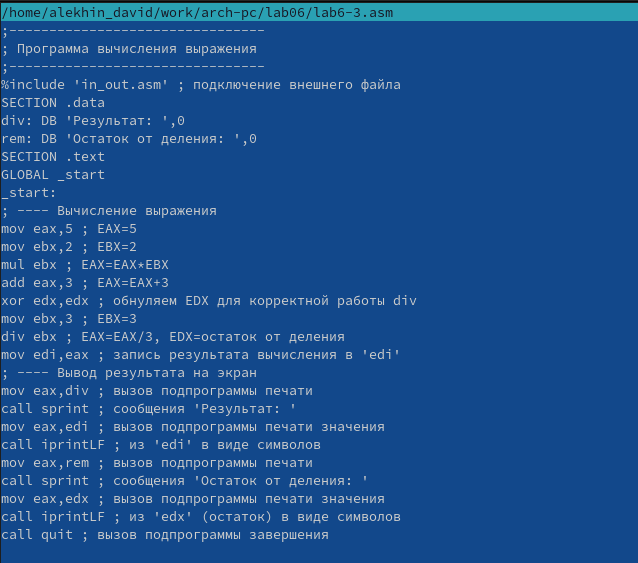 /home/alekhin_david/work/arch-pc/lab06/lab6-3.asm
;--------------------------------
; Программа вычисления выражения
;--------------------------------
%include 'in_out.asm' ; подключение внешнего файла
SECTION .data
div: DB 'Результат: ',0
rem: DB 'Остаток от деления: ',0
SECTION .text
GLOBAL _start
_start:
; ---- Вычисление выражения
mov eax,5 ; EAX=5
mov ebx,2 ; EBX=2
mul ebx ; EAX=EAX*EBX
add eax,3 ; EAX=EAX+3
xor edx,edx ; обнуляем EDX для корректной работы div
mov ebx,3 ; EBX=3
div ebx ; EAX=EAX/3, EDX=остаток от деления
mov edi,eax ; запись результата вычисления в 'edi'
; ---- Вывод результата на экран
mov eax,div ; вызов подпрограммы печати
call sprint ; сообщения 'Результат: '
mov eax,edi ; вызов подпрограммы печати значения
call iprintLF ; из 'edi' в виде символов
mov eax,rem ; вызов подпрограммы печати
call sprint ; сообщения 'Остаток от деления: '
mov eax,edx ; вызов подпрограммы печати значения
call iprintLF ; из 'edx' (остаток) в виде символов
call quit ; вызов подпрограммы завершения